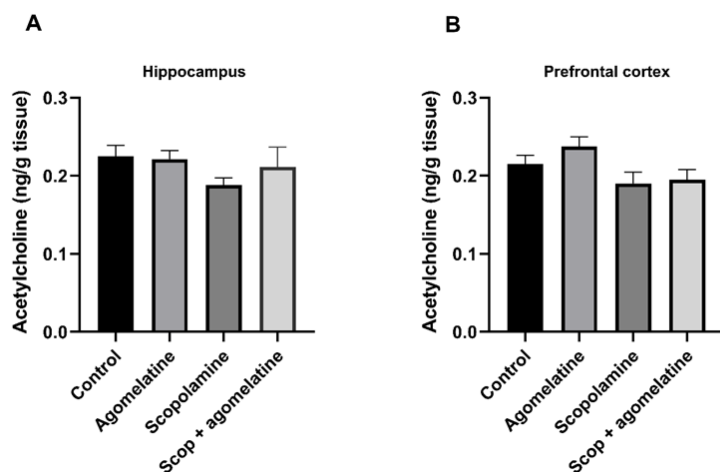 A
Hippocampus
Acetylcholine (ng/g tissue)
0.3
0.2
0.1
0.0
Control
Agomelatine
Scopolamine
Scop + agomelatine
B
Prefrontal cortex
Acetylcholine (ng/g tissue)
0.3
0.2
0.1
0.0
Control
Agomelatine
Scopolamine
Scop + agomelatine